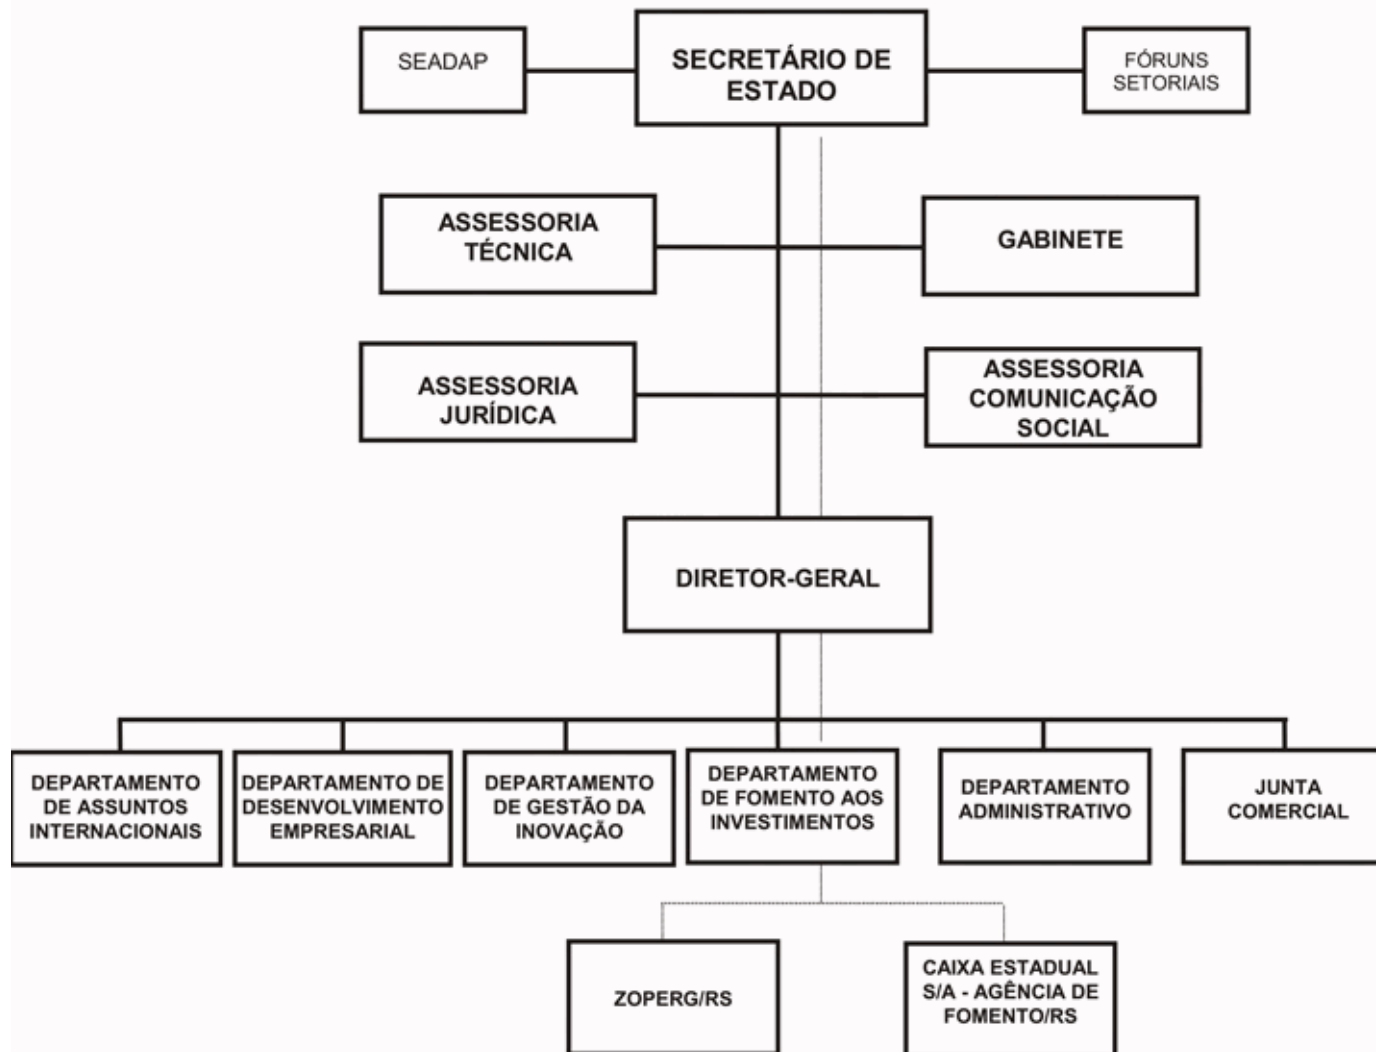 SEADAP
SECRETÁRIO DE
ESTADO
FÓRUNS
SETORIAIS
ASSESSORIA
TÉCNICA
GABINETE
ASSESSORIA
JURÍDICA
ASSESSORIA
COMUNICAÇÃO
SOCIAL
DIRETOR-GERAL
DEPARTAMENTO
DE ASSUNTOS
INTERNACIONAIS
DEPARTAMENTO DE
DESENVOLVIMENTO
EMPRESARIAL
DEPARTAMENTO
DE GESTÃO DA
INOVAÇÃO
DEPARTAMENTO
DE FOMENTO AOS
INVESTIMENTOS
DEPARTAMENTO
ADMINISTRATIVO
JUNTA
COMERCIAL
ZOPERG/RS
CAIXA ESTADUAL
S/A - AGÊNCIA DE
FOMENTO/RS